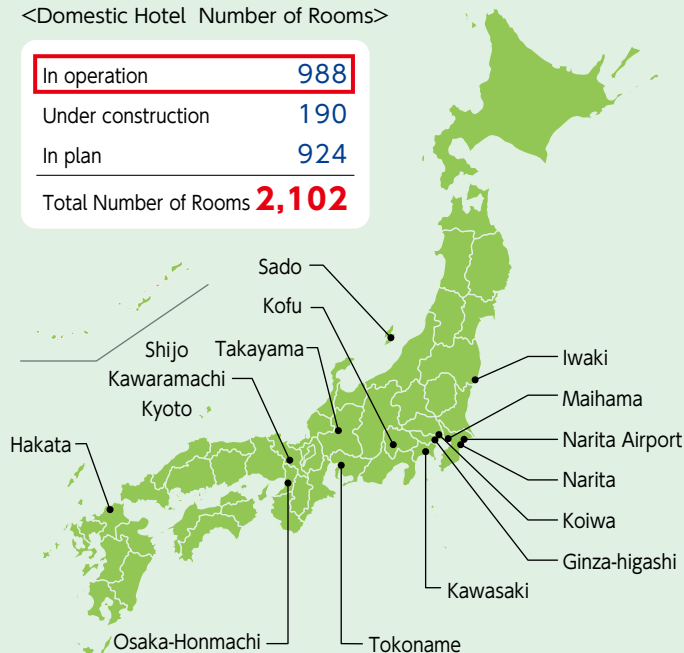 <Domestic Hotel Number of Rooms>
In operation 988
Under construction 190
In plan 924
Total Number of Rooms 2,102
Sado
Kofu
Shijo
Kawaramachi
Kyoto
Takayama
Hakata
Iwaki
Maihama
Narita Airport
Narita
Koiwa
Ginza-higashi
Kawasaki
Osaka-Honmachi
Tokoname